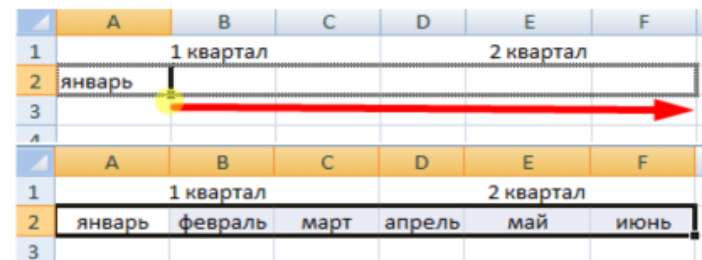 A B C D E F
1 1 квартал 2 квартал
2 январь
3
4
A B C D E F
1 1 квартал 2 квартал
2 январь февраль март апрель май июнь
3